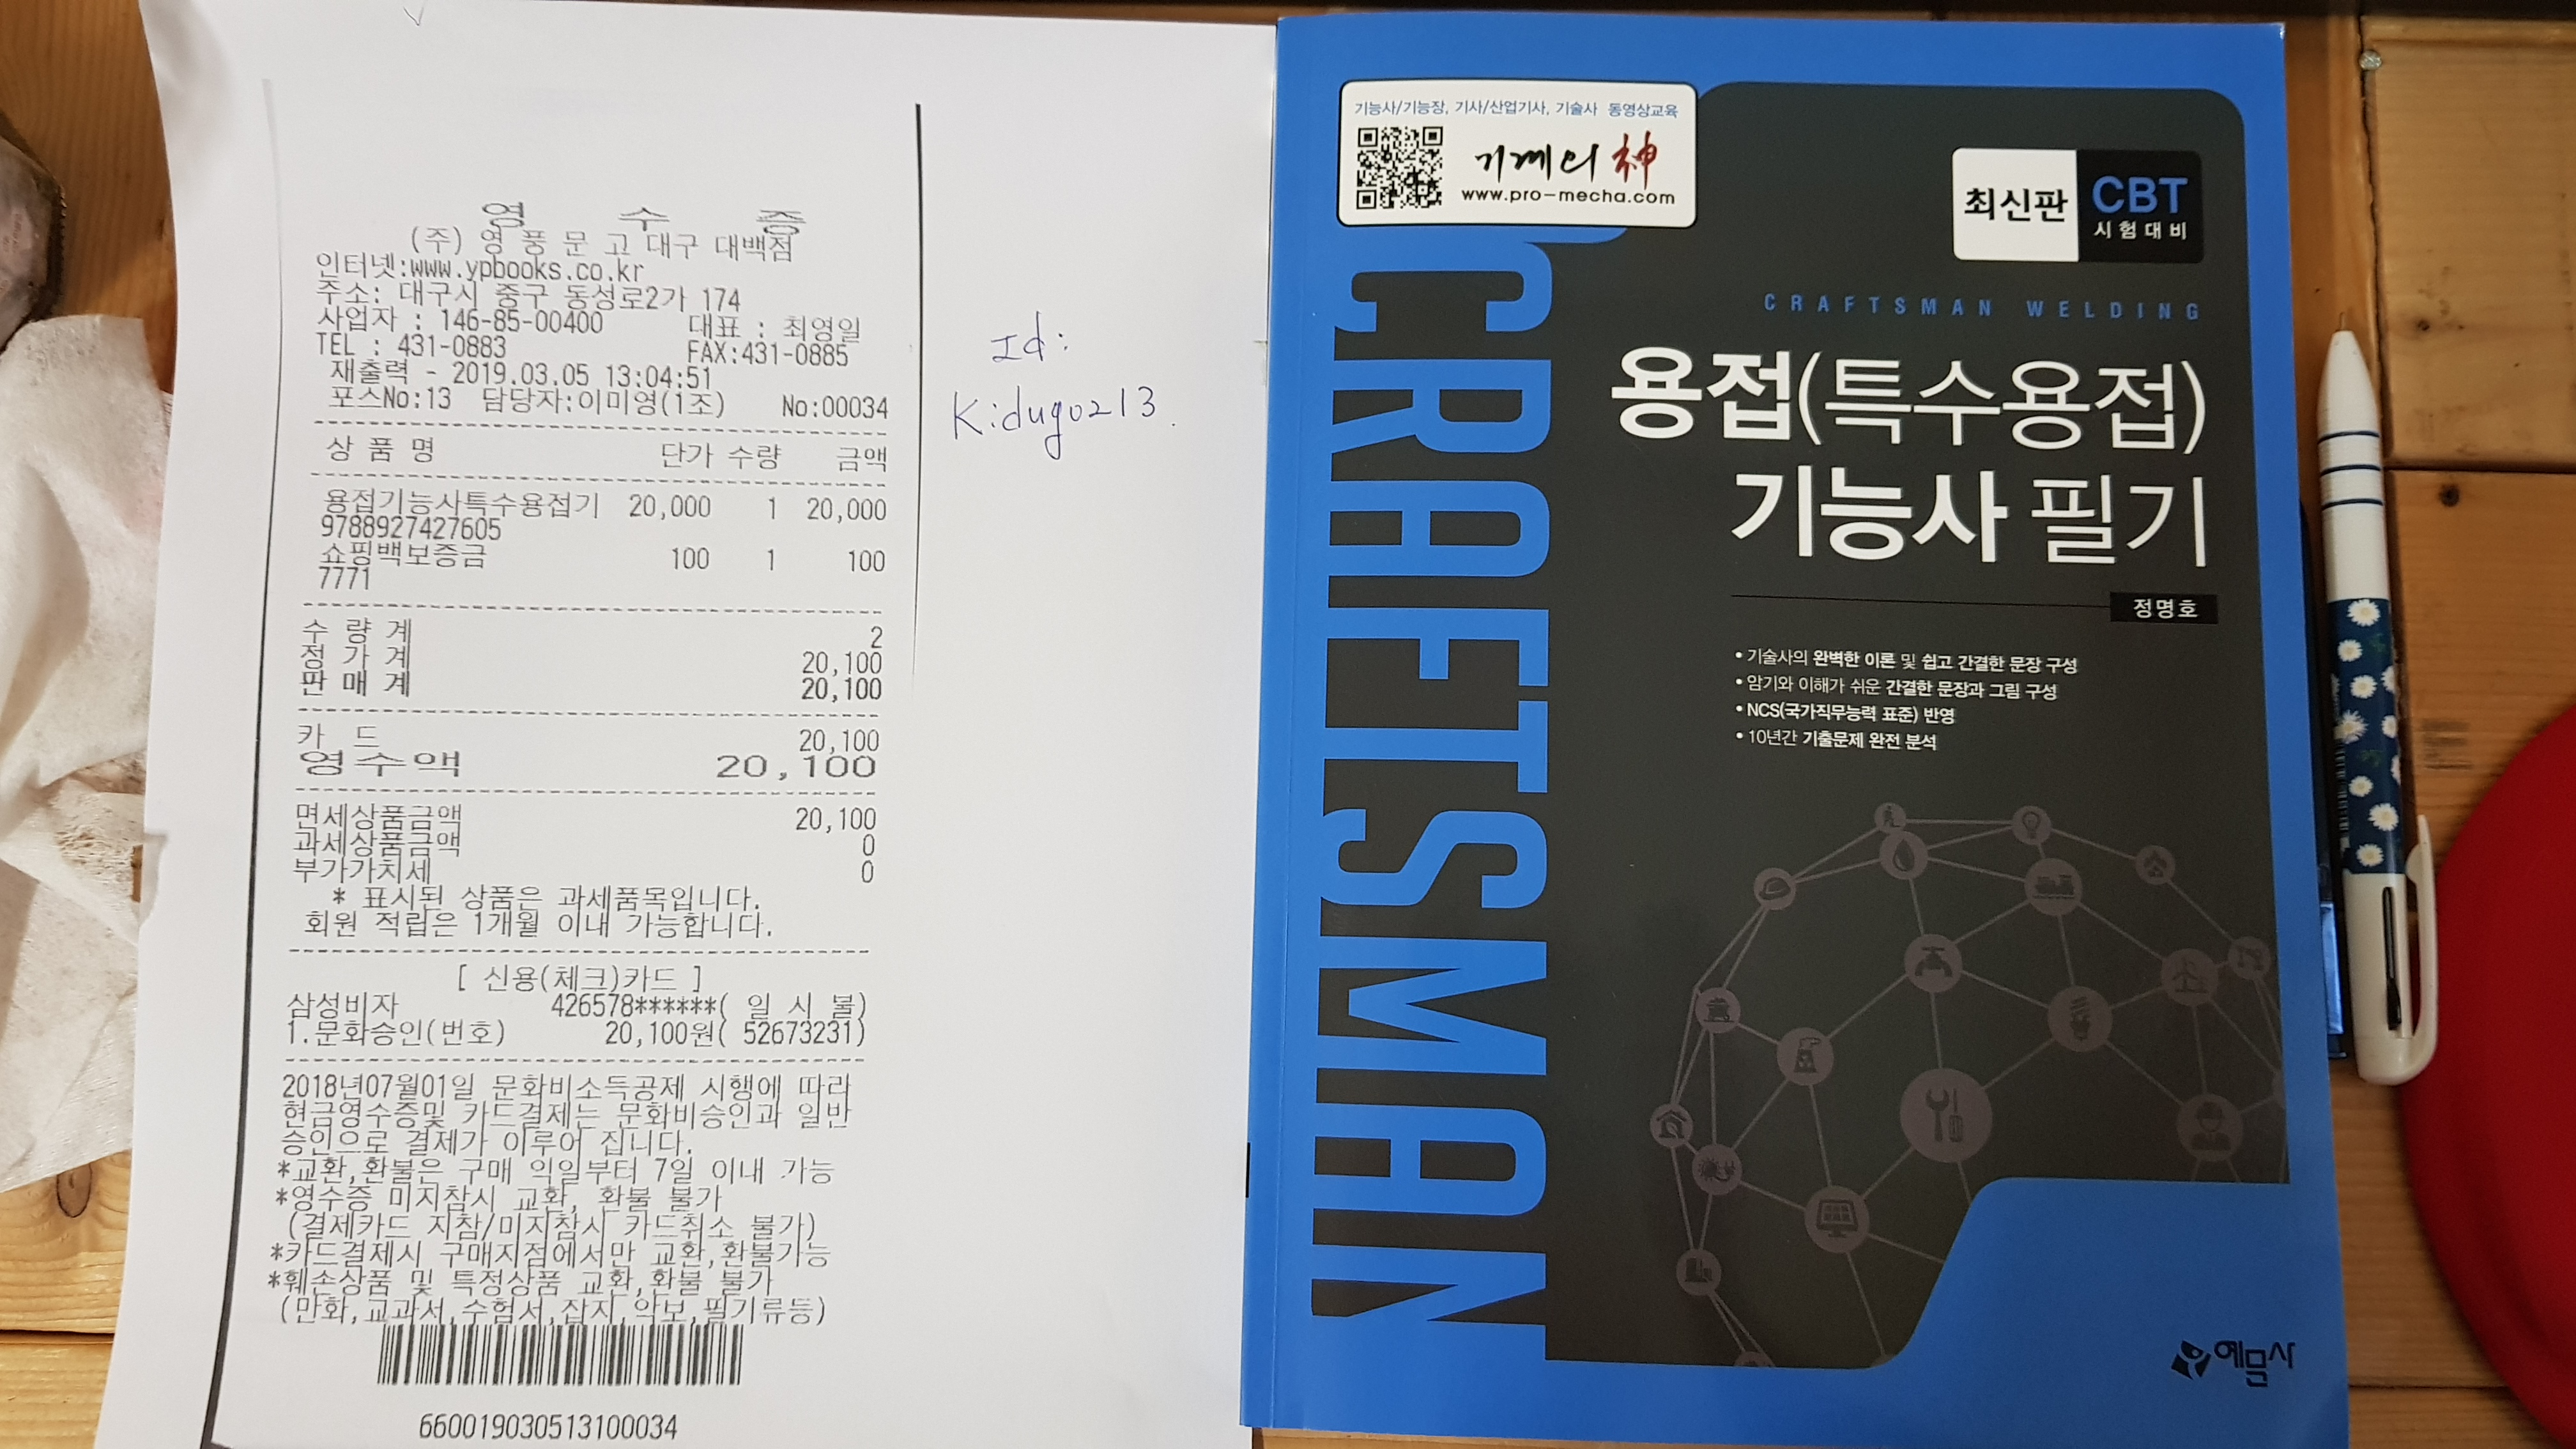 영 수 증
(주) 영 풍 문 고 대구 대백점
인터넷:www.ypbooks.co.kr
주소: 대구시 중구 동성로2가 174
사업자 : 146-85-00400 대표 : 최영일
TEL : 431-0883 FAX:431-0885
재출력 - 2019.03.05 13:04:51
포스No:13 담당자:이미영(1조) No:00034
상 품 명 단가 수량 금액
용접기능사특수용접기 20,000 1 20,000
9788927427605
쇼핑백보증금 100 1 100
7771
수 량 계 2
정 가 계 20,100
판 매 계 20,100
카 드 20,100
영수액 20,100
면세상품금액 20,100
과세상품금액 0
부가가치세 0
* 표시된 상품은 과세품목입니다.
회원 적립은 1개월 이내 가능합니다.
[ 신용(체크)카드 ]
삼성비자 426578******( 일 시 불)
1.문화승인(번호) 20,100원( 52673231)
2018년07월01일 문화비소득공제 시행에 따라
현금영수증및 카드결제는 문화비승인과 일반
승인으로 결제가 이루어 집니다.
*교환,환불은 구매 익일부터 7일 이내 가능
*영수증 미지참시 교환, 환불 불가
(결제카드 지참/미지참시 카드취소 불가)
*카드결제시 구매지점에서만 교환,환불가능
*훼손상품 및 특정상품 교환,환불 불가
(만화,교과서,수험서,잡지,악보,필기류등)
660019030513100034
Id:
Kidugo213.
기능사/기능장, 기사/산업기사, 기술사 동영상교육
기계의 神
www.pro-mecha.com
최신판 CBT
시험대비
CRAFTSMAN WELDING
용접(특수용접)
기능사 필기
정명호
• 기술사의 완벽한 이론 및 쉽고 간결한 문장 구성
• 암기와 이해가 쉬운 간결한 문장과 그림 구성
• NCS(국가직무능력 표준) 반영
• 10년간 기출문제 완전 분석
CRAFTSMAN
예문사